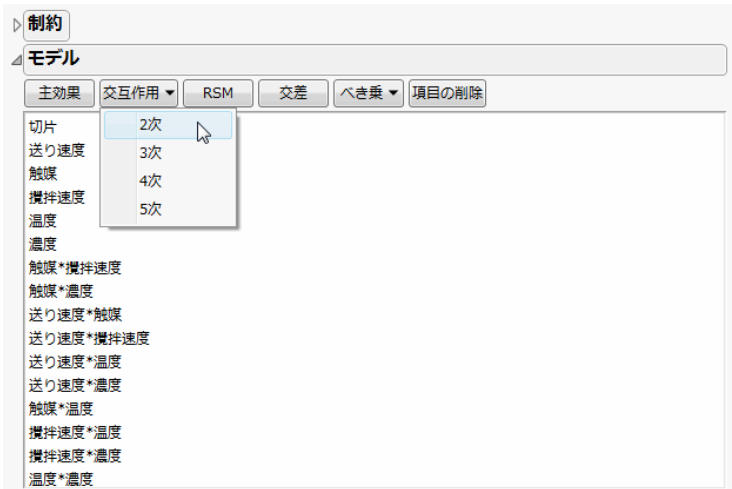 制約
モデル
主効果 交互作用 RSM 交差 べき乗 項目の削除
2次
3次
4次
5次
切片
送り速度
触媒
攪拌速度
温度
濃度
触媒*攪拌速度
触媒*濃度
送り速度*触媒
送り速度*攪拌速度
送り速度*温度
送り速度*濃度
触媒*温度
攪拌速度*温度
攪拌速度*濃度
温度*濃度